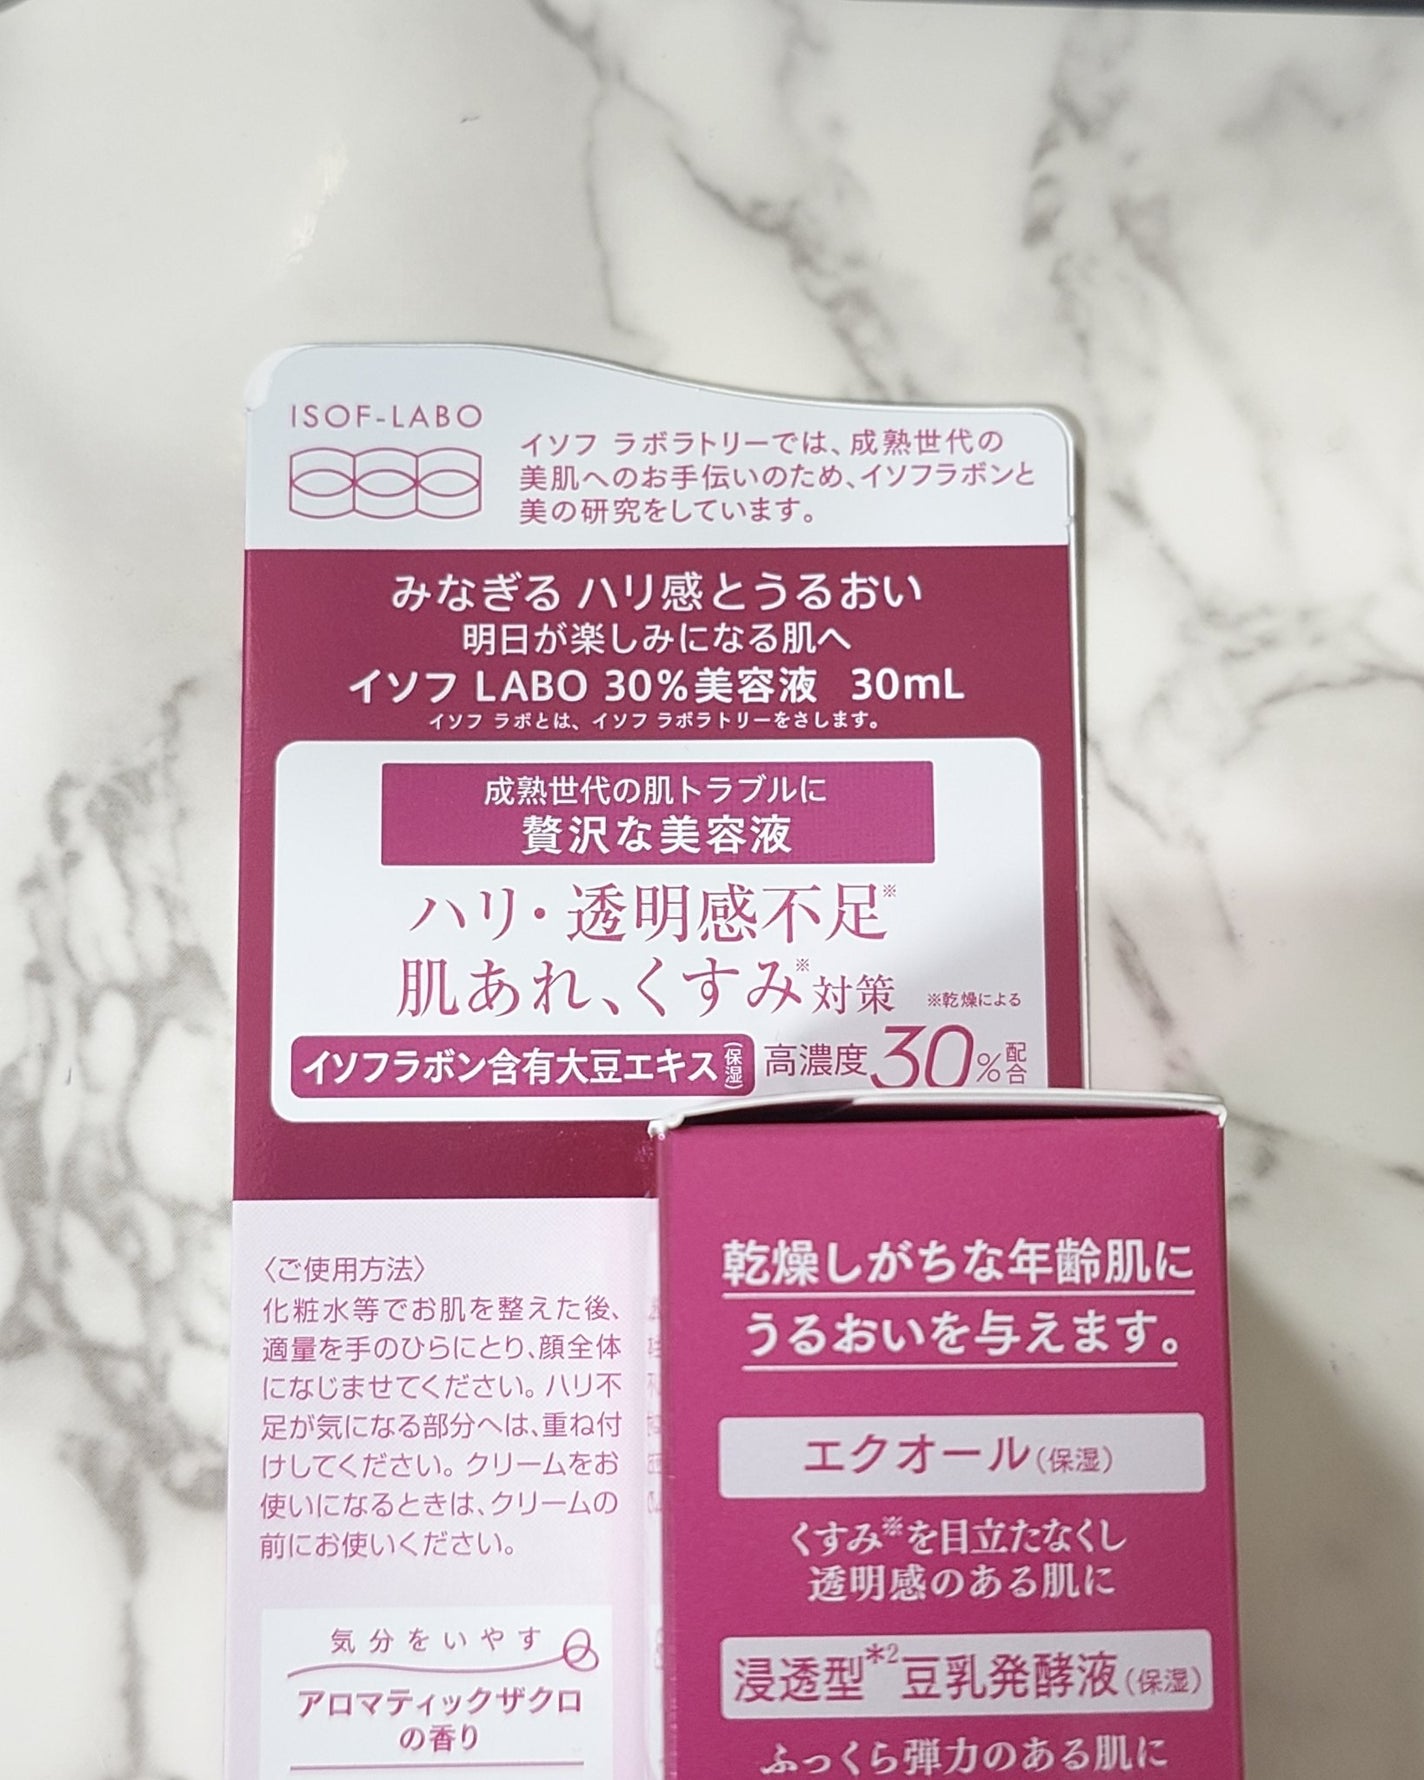 ISOF-LABO
イソフ ラボラトリーでは、成熟世代の
美肌へのお手伝いのため、イソフラボンと
美の研究をしています。
みなぎる ハリ感とうるおい
明日が楽しみになる肌へ
イソフ LABO 30%美容液 30mL
イソフ ラボとは、イソフ ラボラトリーをさします。
成熟世代の肌トラブルに
贅沢な美容液
ハリ・透明感不足※
肌あれ、くすみ※対策 ※乾燥による
イソフラボン含有大豆エキス(保湿) 高濃度30%配合
〈ご使用方法〉
化粧水等でお肌を整えた後、
適量を手のひらにとり、顔全体
になじませてください。ハリ不
足が気になる部分へは、重ね付
けしてください。クリームをお
使いになるときは、クリームの
前にお使いください。
気分をいやす
アロマティックザクロ
の香り
乾燥しがちな年齢肌に
うるおいを与えます。
エクオール(保湿)
くすみ※を目立たなくし
透明感のある肌に
浸透型*2豆乳発酵液(保湿)
ふっくら弾力のある肌に